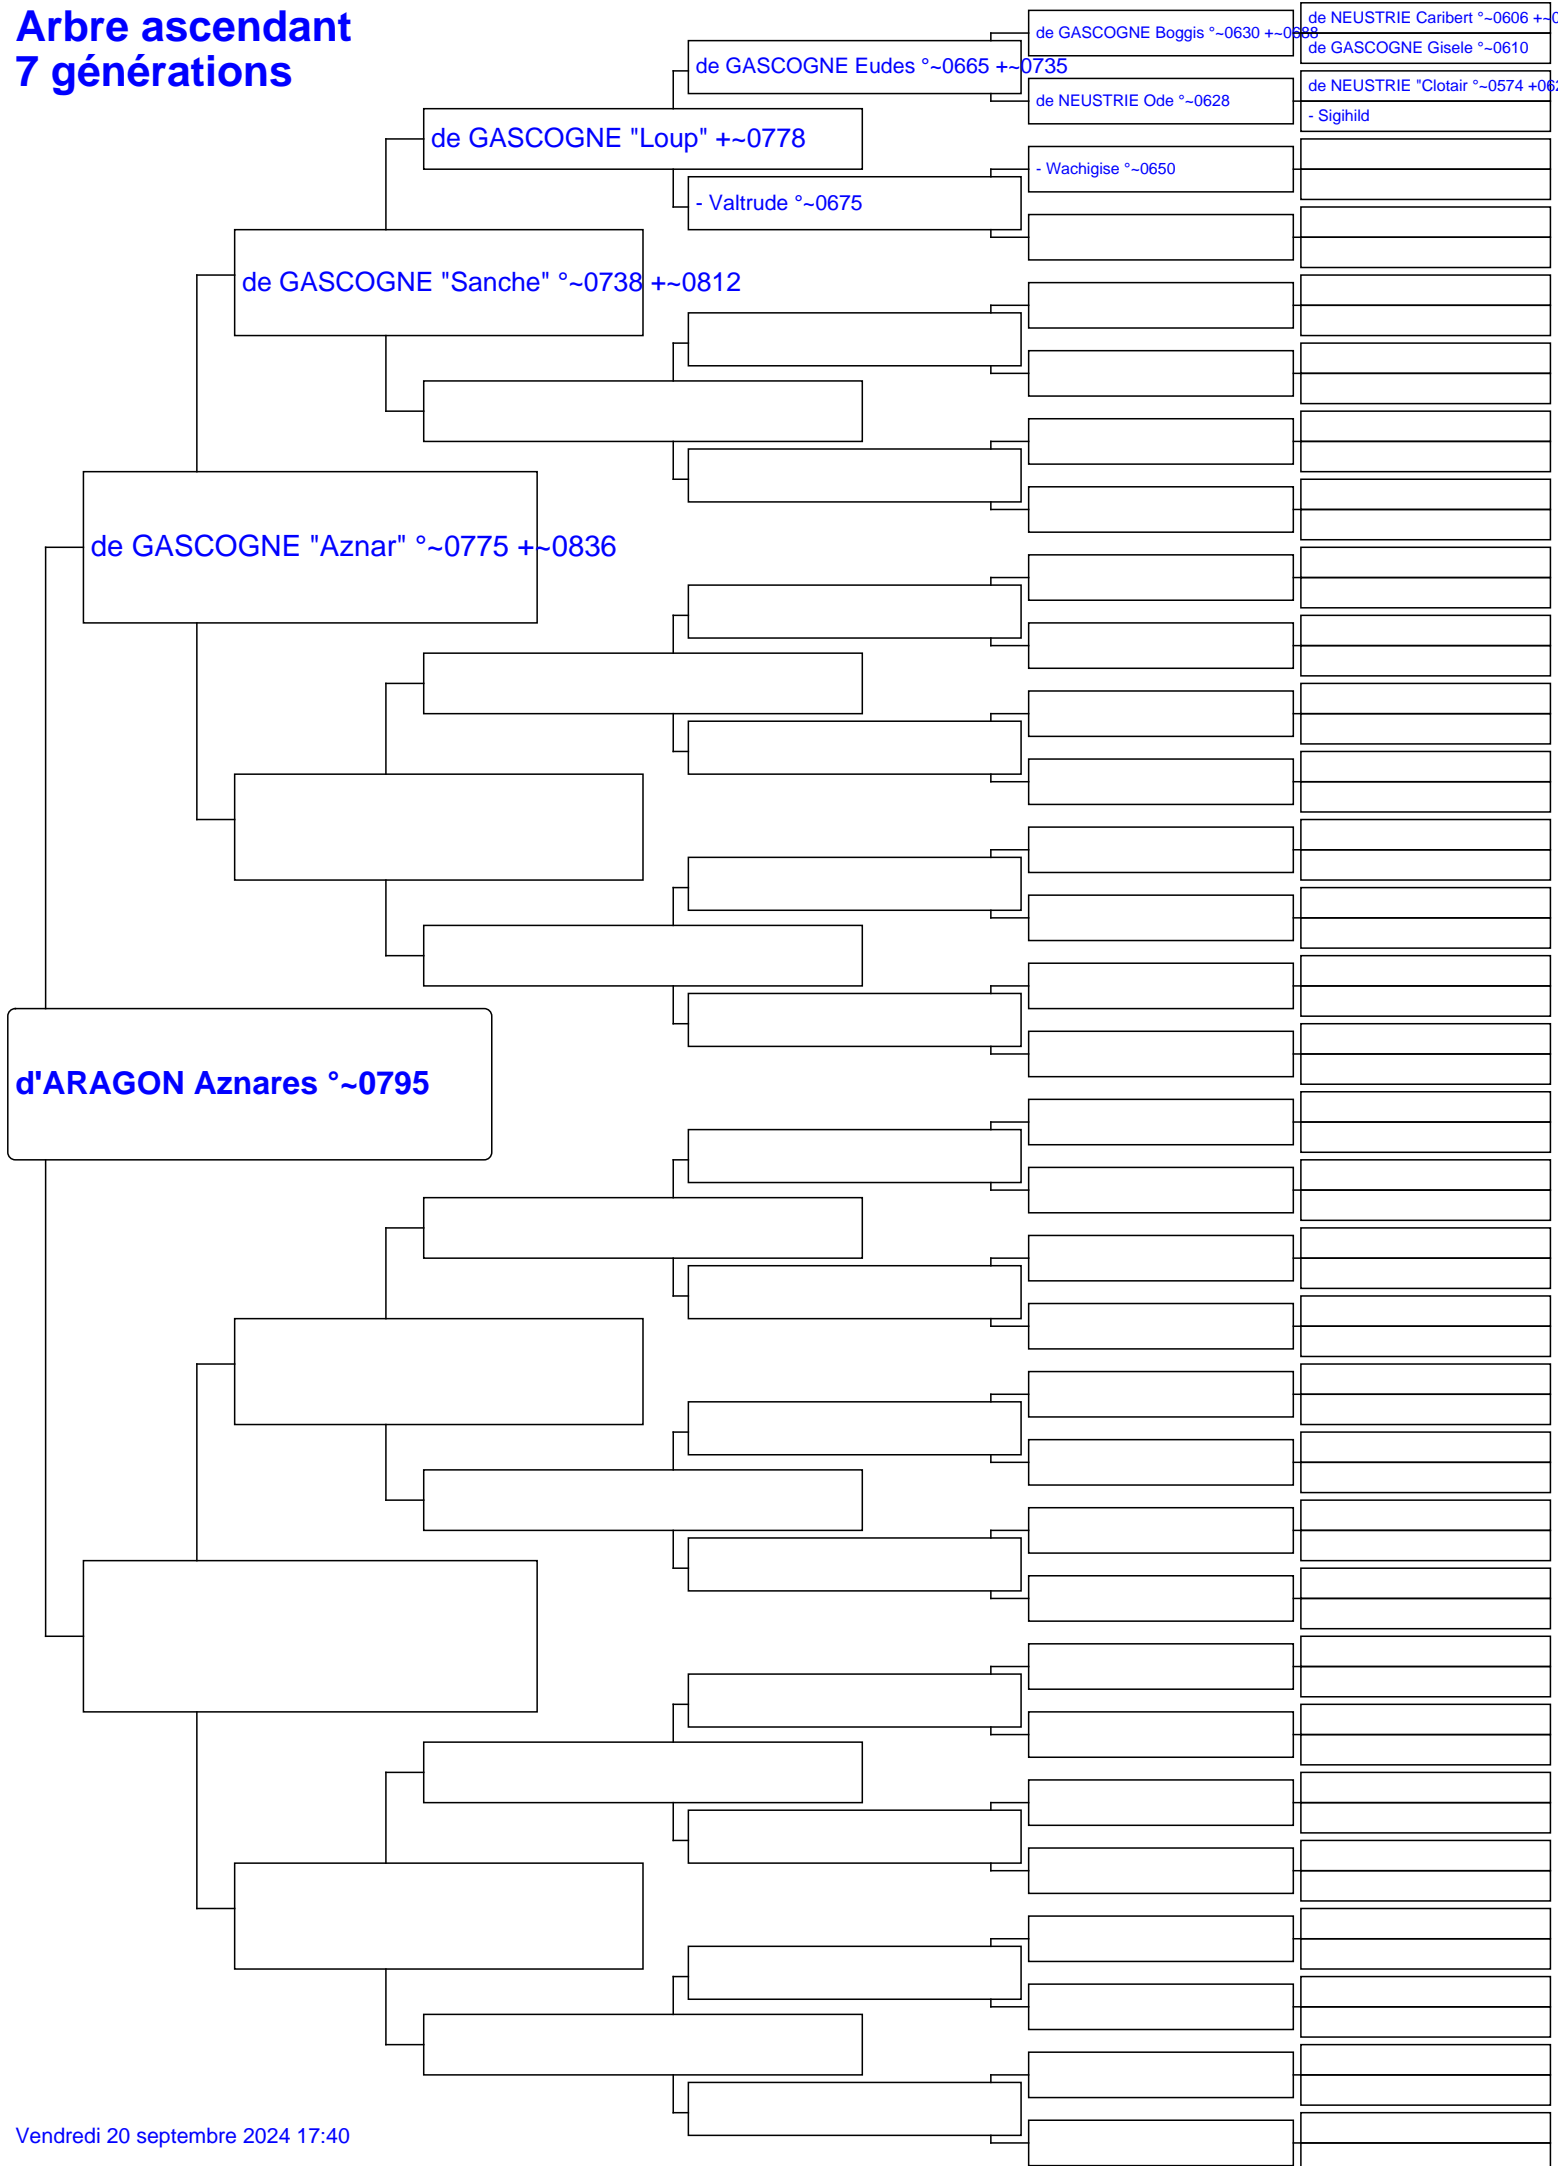 Arbre ascendant
7 générations
de GASCOGNE Boggis °~0630 +~0688
de NEUSTRIE Caribert °~0606 +~0
de GASCOGNE Gisele °~0610
de GASCOGNE Eudes °~0665 +~0735
de NEUSTRIE Ode °~0628
de NEUSTRIE "Clotair °~0574 +062
- Sigihild
de GASCOGNE "Loup" +~0778
- Wachigise °~0650
- Valtrude °~0675
de GASCOGNE "Sanche" °~0738 +~0812
de GASCOGNE "Aznar" °~0775 +~0836
d'ARAGON Aznares °~0795
Vendredi 20 septembre 2024 17:40